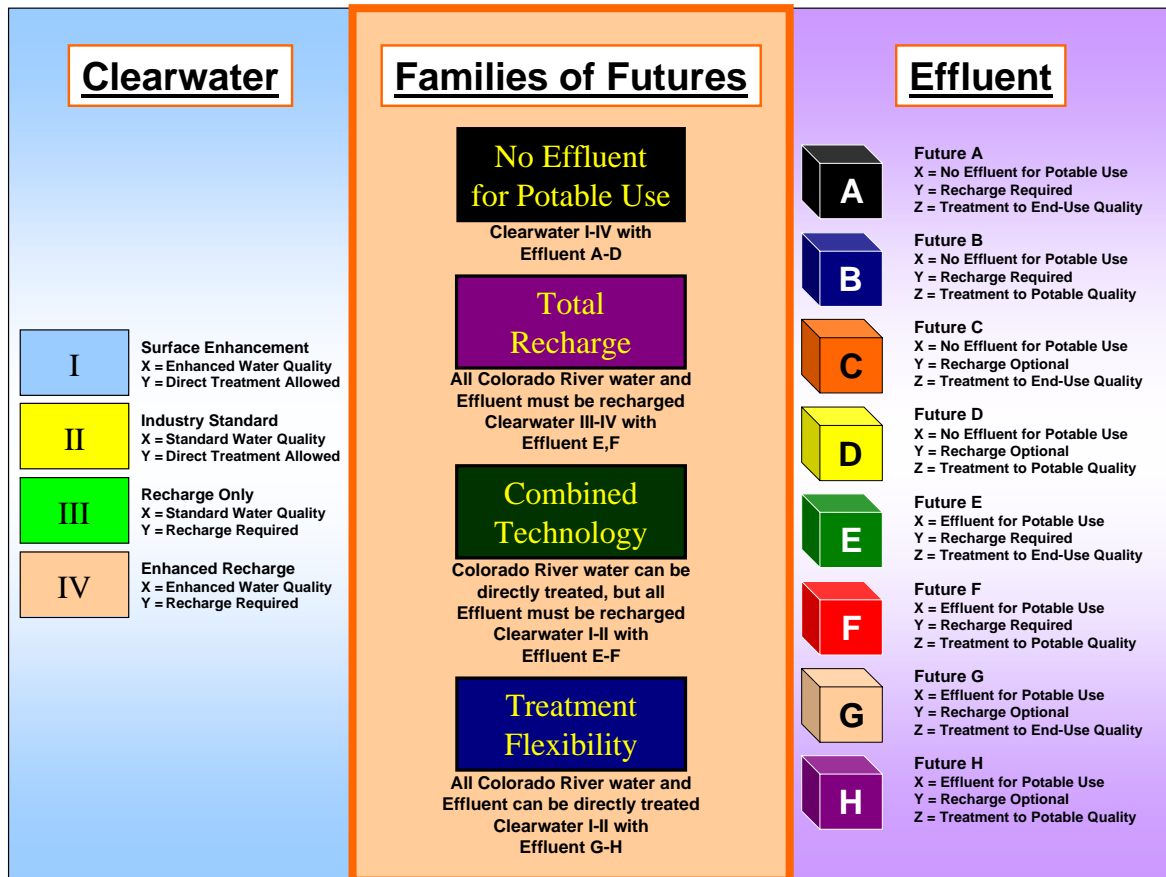 Clearwater
I
Surface Enhancement
X = Enhanced Water Quality
Y = Direct Treatment Allowed
II
Industry Standard
X = Standard Water Quality
Y = Direct Treatment Allowed
III
Recharge Only
X = Standard Water Quality
Y = Recharge Required
IV
Enhanced Recharge
X = Enhanced Water Quality
Y = Recharge Required
Families of Futures
No Effluent
for Potable Use
Clearwater I-IV with
Effluent A-D
Total
Recharge
All Colorado River water and
Effluent must be recharged
Clearwater III-IV with
Effluent E,F
Combined
Technology
Colorado River water can be
directly treated, but all
Effluent must be recharged
Clearwater I-II with
Effluent E-F
Treatment
Flexibility
All Colorado River water and
Effluent can be directly treated
Clearwater I-II with
Effluent G-H
Effluent
A
Future A
X = No Effluent for Potable Use
Y = Recharge Required
Z = Treatment to End-Use Quality
B
Future B
X = No Effluent for Potable Use
Y = Recharge Required
Z = Treatment to Potable Quality
C
Future C
X = No Effluent for Potable Use
Y = Recharge Optional
Z = Treatment to End-Use Quality
D
Future D
X = No Effluent for Potable Use
Y = Recharge Optional
Z = Treatment to Potable Quality
E
Future E
X = Effluent for Potable Use
Y = Recharge Required
Z = Treatment to End-Use Quality
F
Future F
X = Effluent for Potable Use
Y = Recharge Required
Z = Treatment to Potable Quality
G
Future G
X = Effluent for Potable Use
Y = Recharge Optional
Z = Treatment to End-Use Quality
H
Future H
X = Effluent for Potable Use
Y = Recharge Optional
Z = Treatment to Potable Quality